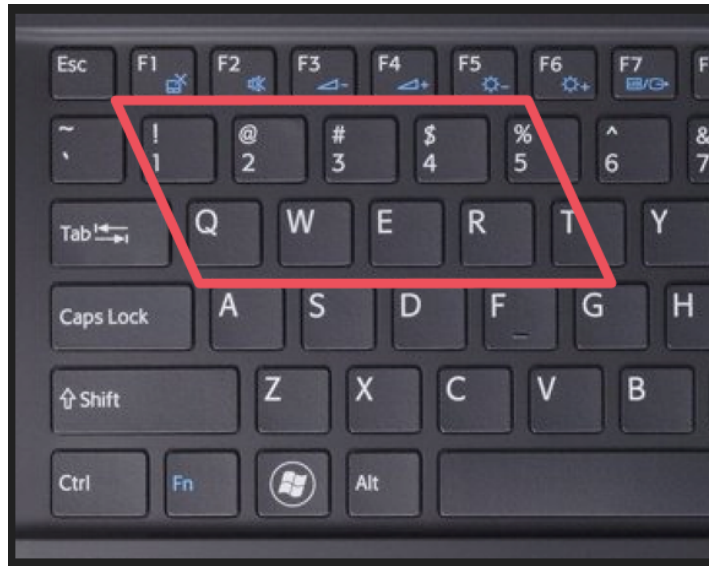 Esc F1 F2 F3 F4 F5 F6 F7 F
~ ! @ # $ % ^ &
` 1 2 3 4 5 6 7
Tab Q W E R T Y
Caps Lock A S D F G H
Shift Z X C V B
Ctrl Fn Alt